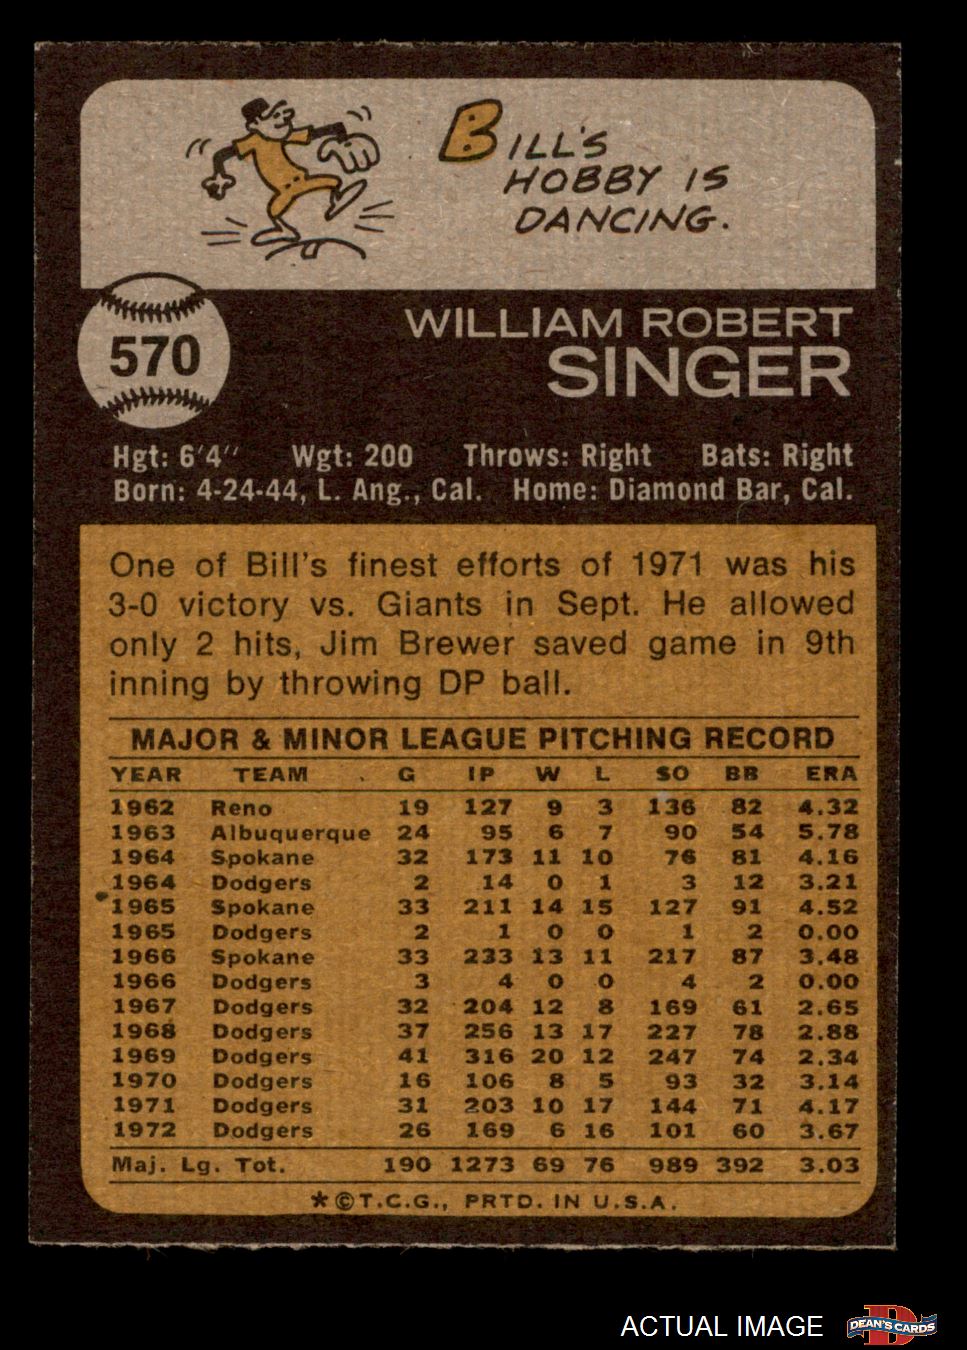 BILL'S
HOBBY IS
DANCING.
570
WILLIAM ROBERT
SINGER
Hgt: 6'4" Wgt: 200 Throws: Right Bats: Right
Born: 4-24-44, L. Ang., Cal. Home: Diamond Bar, Cal.
One of Bill's finest efforts of 1971 was his
3-0 victory vs. Giants in Sept. He allowed
only 2 hits, Jim Brewer saved game in 9th
inning by throwing DP ball.
MAJOR & MINOR LEAGUE PITCHING RECORD
YEAR TEAM G IP W L SO BB ERA
1962 Reno 19 127 9 3 136 82 4.32
1963 Albuquerque 24 95 6 7 90 54 5.78
1964 Spokane 32 173 11 10 76 81 4.16
1964 Dodgers 2 14 0 1 3 12 3.21
1965 Spokane 33 211 14 15 127 91 4.52
1965 Dodgers 2 1 0 0 1 2 0.00
1966 Spokane 33 233 13 11 217 87 3.48
1966 Dodgers 3 4 0 0 4 2 0.00
1967 Dodgers 32 204 12 8 169 61 2.65
1968 Dodgers 37 256 13 17 227 78 2.88
1969 Dodgers 41 316 20 12 247 74 2.34
1970 Dodgers 16 106 8 5 93 32 3.14
1971 Dodgers 31 203 10 17 144 71 4.17
1972 Dodgers 26 169 6 16 101 60 3.67
Maj. Lg. Tot. 190 1273 69 76 989 392 3.03
*©T.C.G., PRTD. IN U.S.A.
ACTUAL IMAGE
DEAN'S CARDS